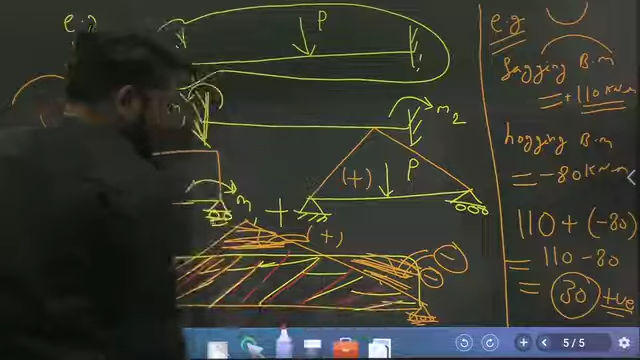 e.g
P
e.g
Sagging B.m
= +110 KN.m
m2
hogging B.m
= -80 KN m
(+)
P
m
+
110 + (-80)
(+)
= 110 - 80
= 30 +ve
5 / 5